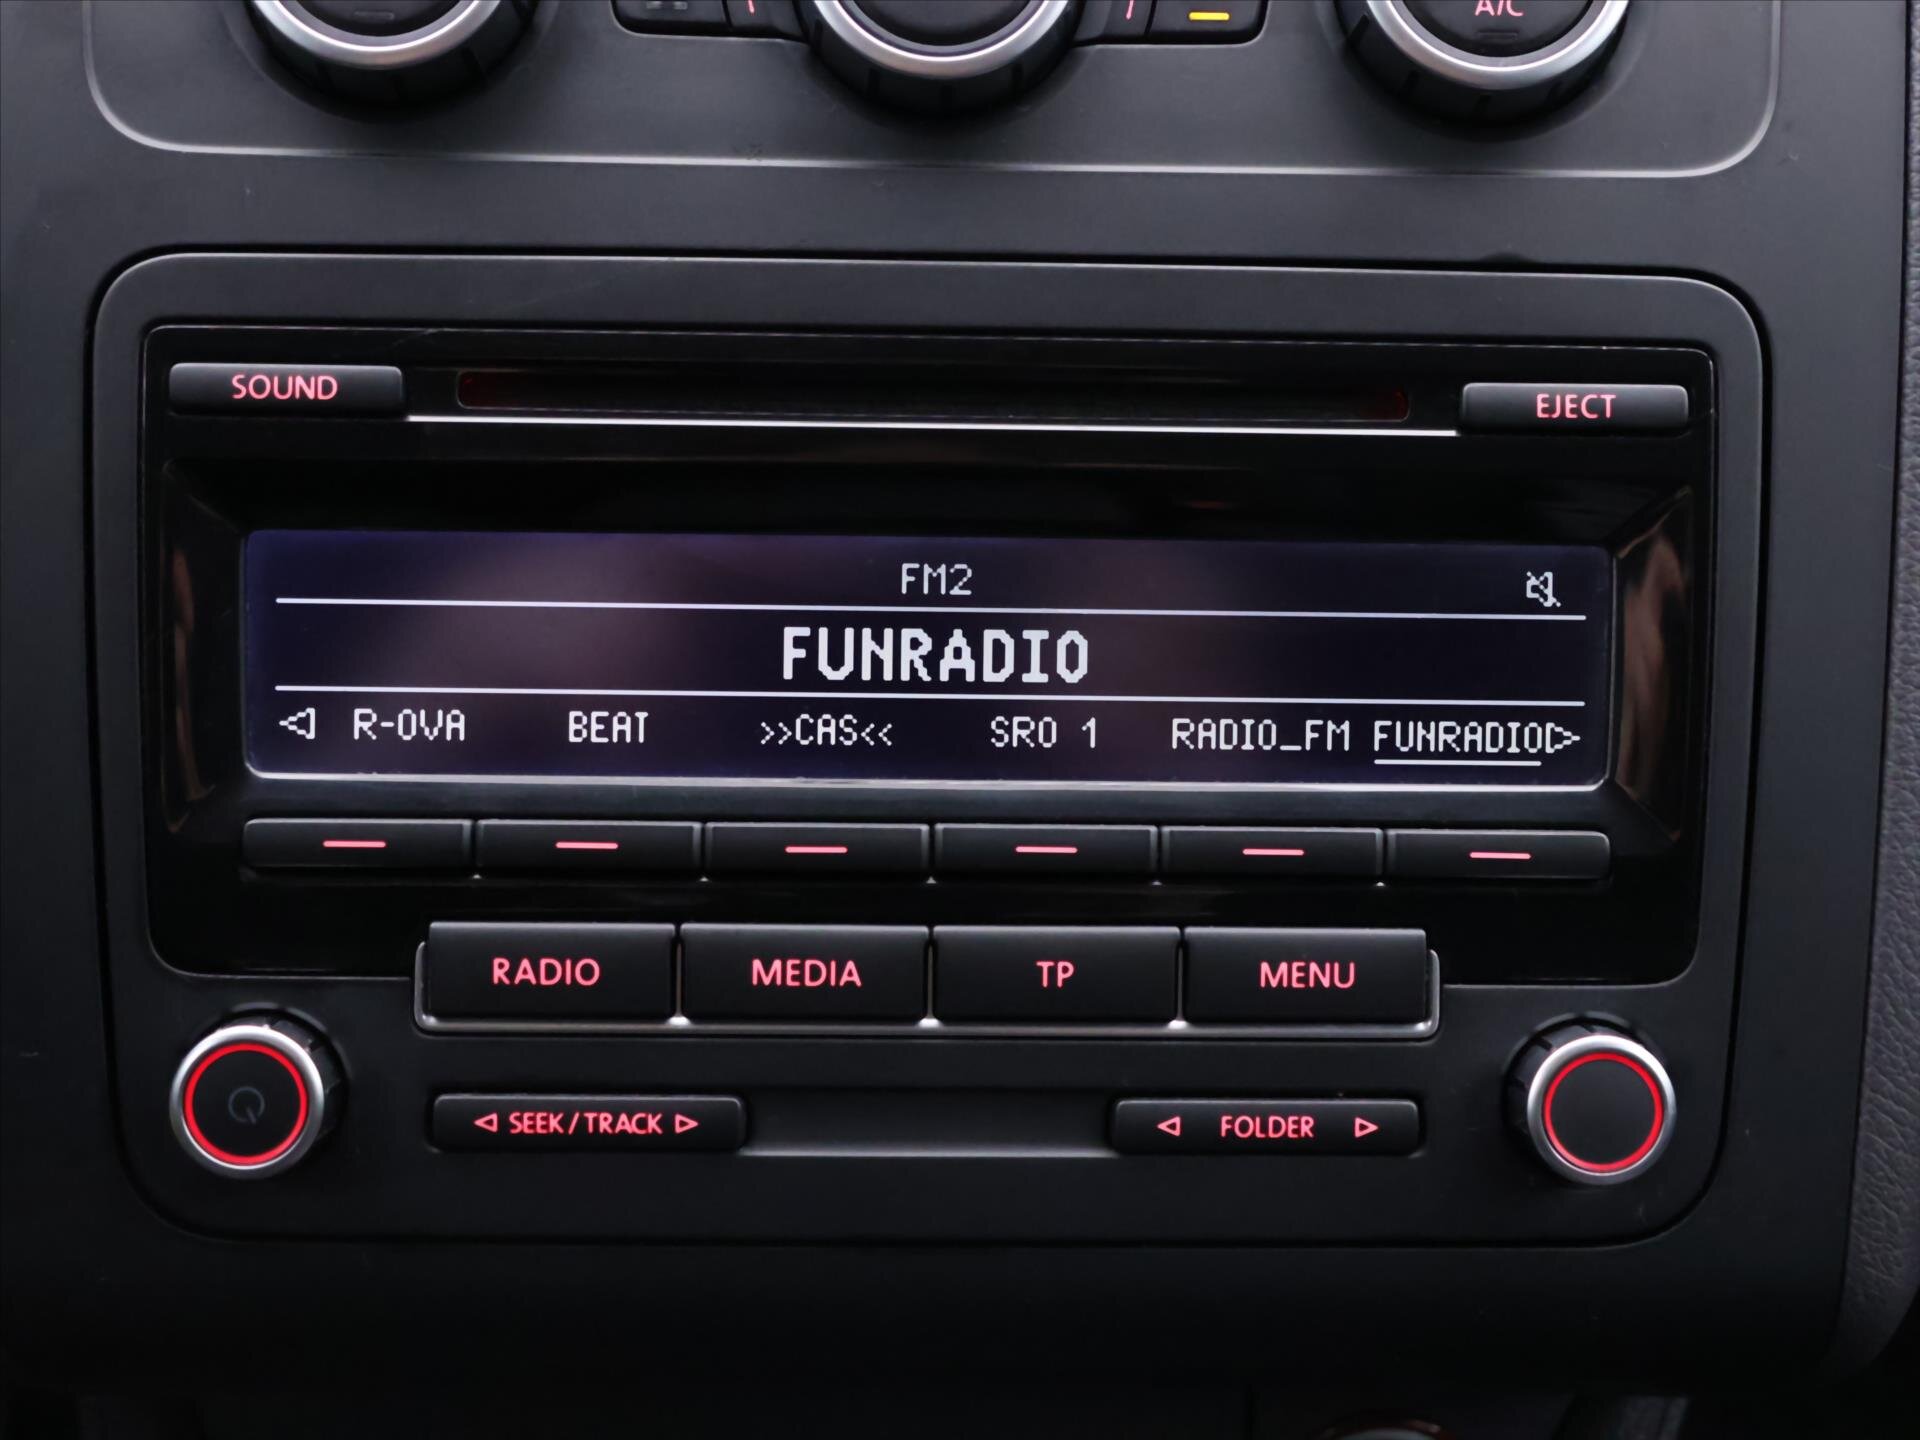 A/C
SOUND
EJECT
FM2
FUNRADIO
R-OVA BEAT >>CAS<< SRO 1 RADIO_FM FUNRADIO
RADIO MEDIA TP MENU
SEEK/TRACK FOLDER